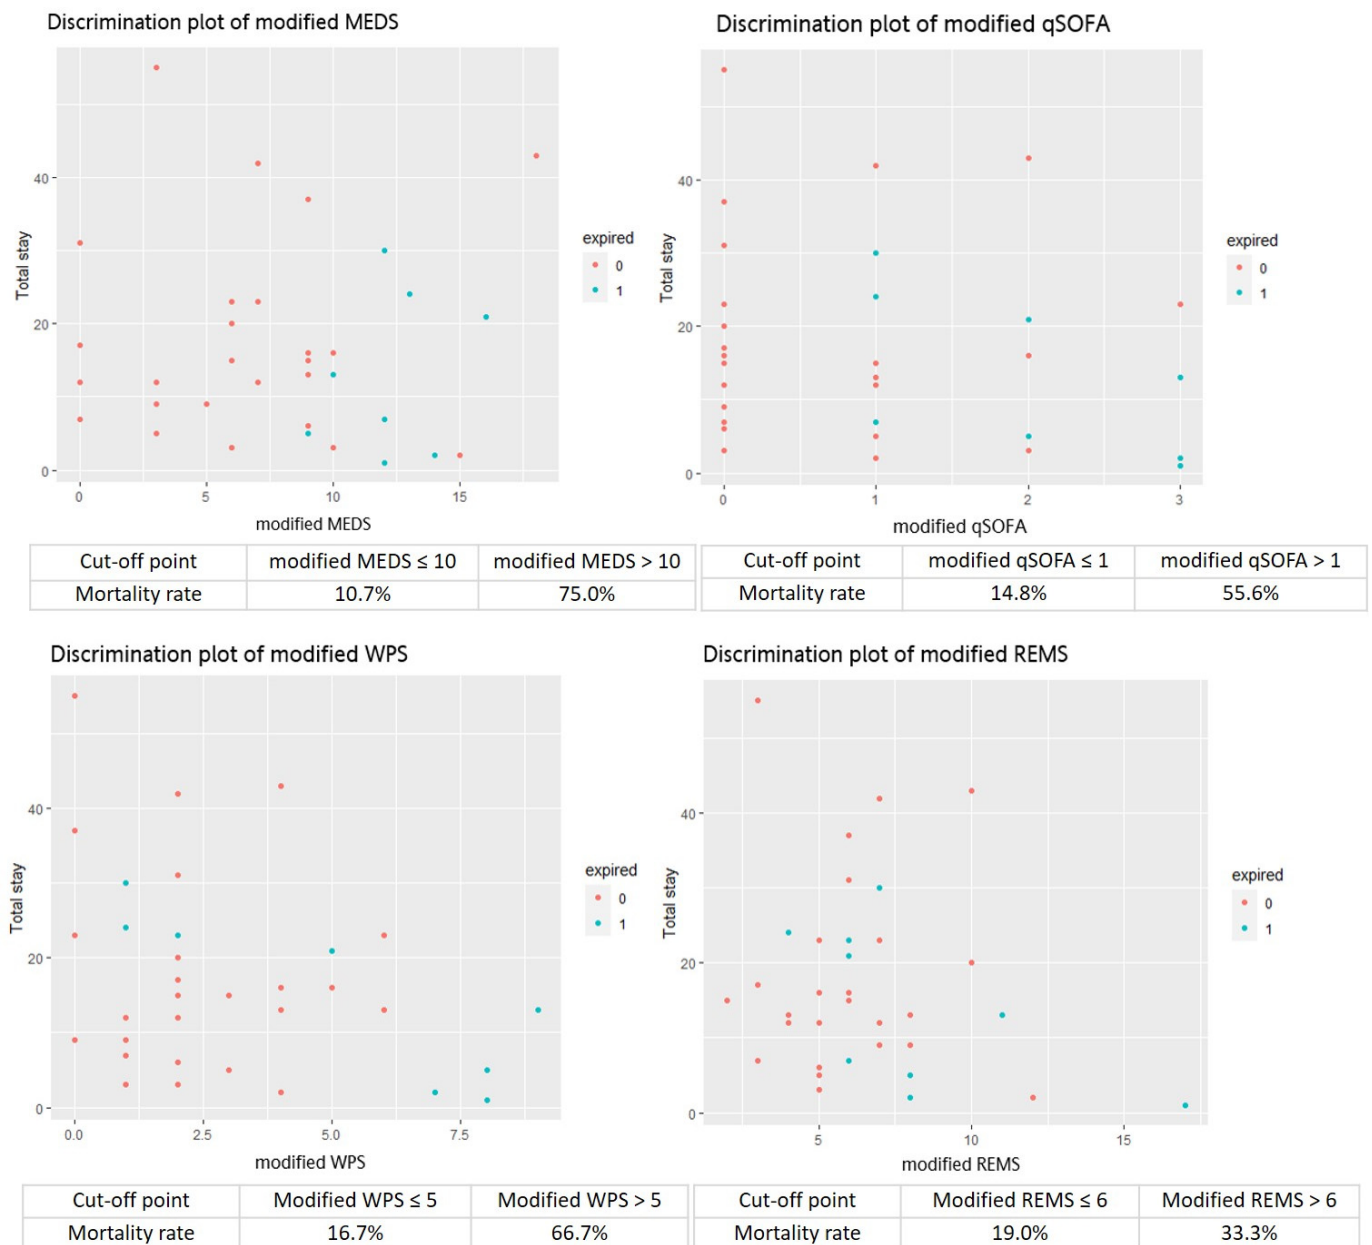 Discrimination plot of modified MEDS
Total stay
40
20
0
0 5 10 15
modified MEDS
expired
0
1
Cut-off point modified MEDS ≤ 10 modified MEDS > 10
Mortality rate 10.7% 75.0%
Discrimination plot of modified qSOFA
Total stay
40
20
0
0 1 2 3
modified qSOFA
expired
0
1
Cut-off point modified qSOFA ≤ 1 modified qSOFA > 1
Mortality rate 14.8% 55.6%
Discrimination plot of modified WPS
Total stay
40
20
0
0.0 2.5 5.0 7.5
modified WPS
expired
0
1
Cut-off point Modified WPS ≤ 5 Modified WPS > 5
Mortality rate 16.7% 66.7%
Discrimination plot of modified REMS
Total stay
40
20
0
5 10 15
modified REMS
expired
0
1
Cut-off point Modified REMS ≤ 6 Modified REMS > 6
Mortality rate 19.0% 33.3%